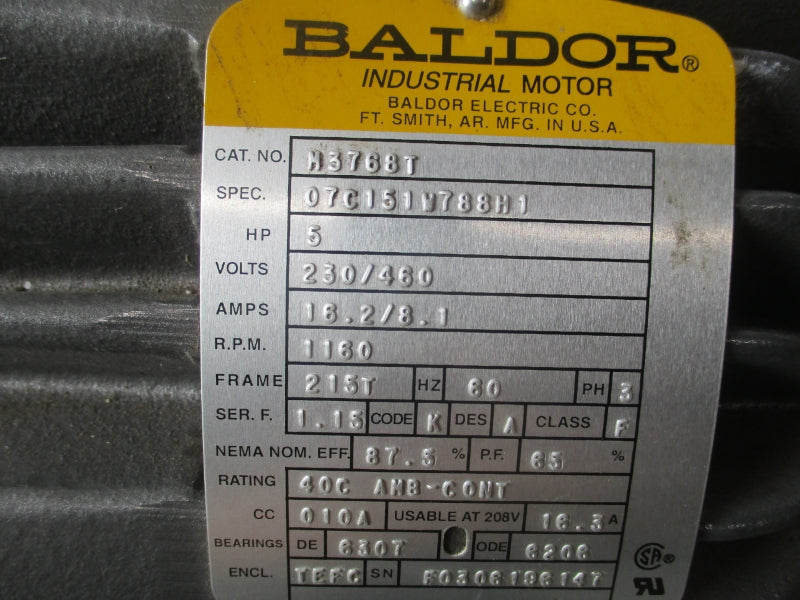 BALDOR®
INDUSTRIAL MOTOR
BALDOR ELECTRIC CO.
FT. SMITH, AR. MFG. IN U.S.A.
CAT. NO. M3768T
SPEC. 07C151W788H1
HP 5
VOLTS 230/460
AMPS 16.2/8.1
R.P.M. 1160
FRAME 215T HZ 60 PH 3
SER. F. 1.15 CODE K DES A CLASS F
NEMA NOM. EFF. 87.5 % P.F. 65 %
RATING 40C AMB-CONT
CC 010A USABLE AT 208V 16.3 A
BEARINGS DE 6307 ODE 6206
ENCL. TEFC SN F0306196147